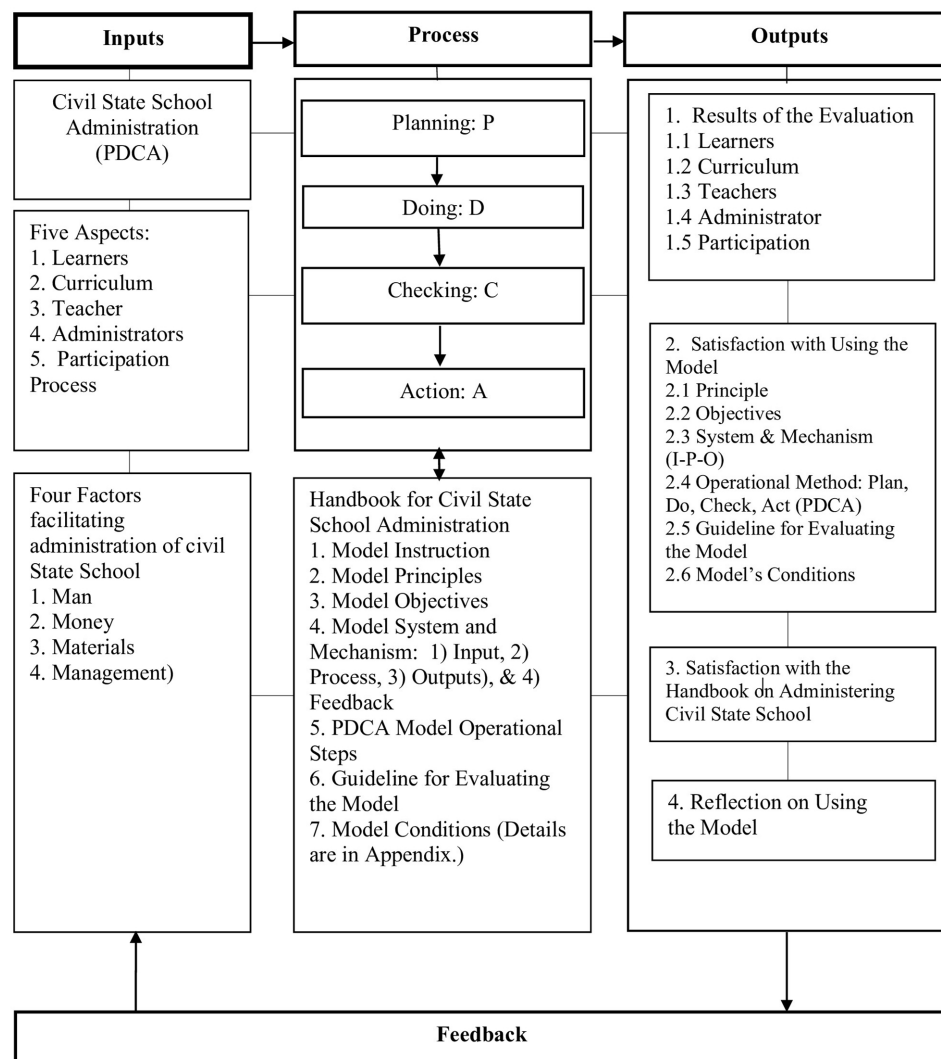 Inputs
Process
Outputs
Civil State School
Administration
(PDCA)
Five Aspects:
1. Learners
2. Curriculum
3. Teacher
4. Administrators
5. Participation
Process
Four Factors
facilitating
administration of civil
State School
1. Man
2. Money
3. Materials
4. Management)
Planning: P
Doing: D
Checking: C
Action: A
Handbook for Civil State
School Administration
1. Model Instruction
2. Model Principles
3. Model Objectives
4. Model System and
Mechanism: 1) Input, 2)
Process, 3) Outputs), & 4)
Feedback
5. PDCA Model Operational
Steps
6. Guideline for Evaluating
the Model
7. Model Conditions (Details
are in Appendix.)
1. Results of the Evaluation
1.1 Learners
1.2 Curriculum
1.3 Teachers
1.4 Administrator
1.5 Participation
2. Satisfaction with Using the
Model
2.1 Principle
2.2 Objectives
2.3 System & Mechanism
(I-P-O)
2.4 Operational Method: Plan,
Do, Check, Act (PDCA)
2.5 Guideline for Evaluating
the Model
2.6 Model's Conditions
3. Satisfaction with the
Handbook on Administering
Civil State School
4. Reflection on Using
the Model
Feedback